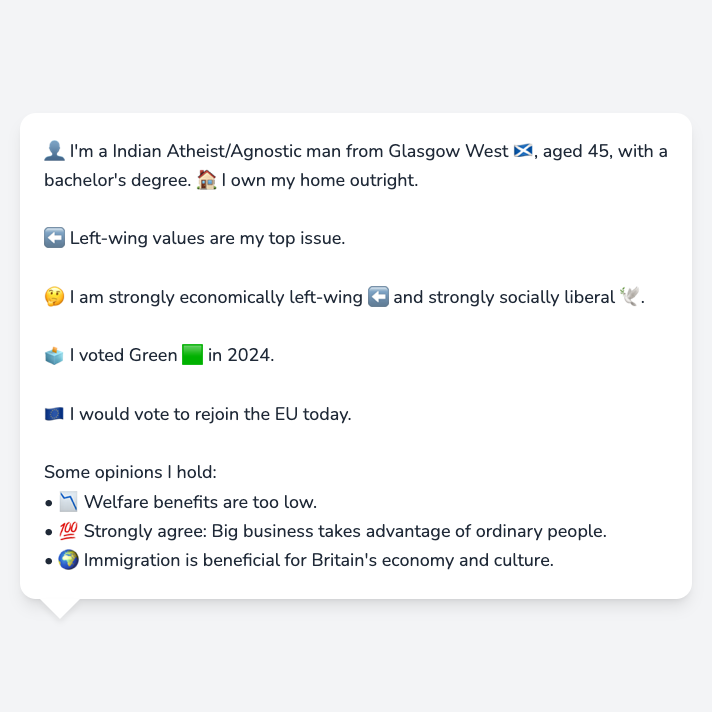 👤 I'm a Indian Atheist/Agnostic man from Glasgow West 🏴󠁧󠁢󠁳󠁣󠁴󠁿, aged 45, with a
bachelor's degree. 🏠 I own my home outright.
⬅️ Left-wing values are my top issue.
🤔 I am strongly economically left-wing ⬅️ and strongly socially liberal 🕊️.
🗳️ I voted Green 🟩 in 2024.
🇪🇺 I would vote to rejoin the EU today.
Some opinions I hold:
• 📉 Welfare benefits are too low.
• 💯 Strongly agree: Big business takes advantage of ordinary people.
• 🌍 Immigration is beneficial for Britain's economy and culture.